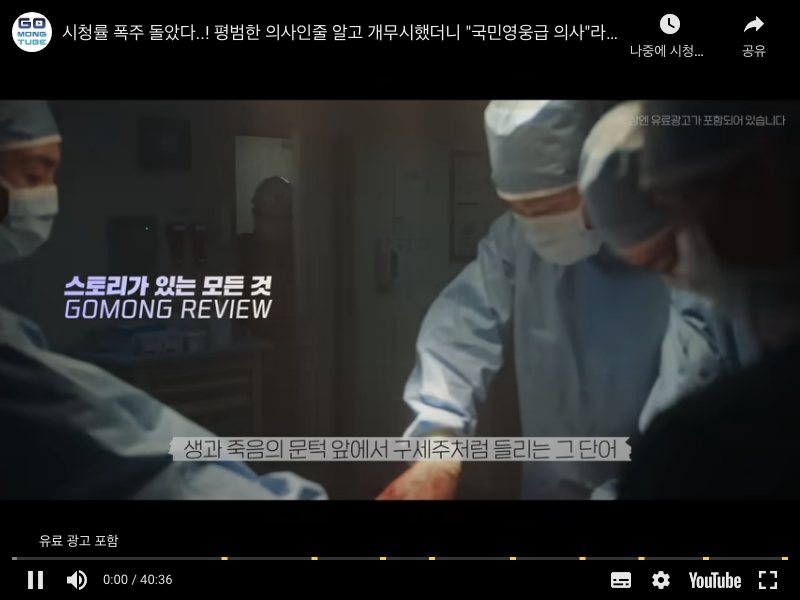 GO
MONG
TUBE
시청률 폭주 돌았다..! 평범한 의사인줄 알고 개무시했더니 "국민영웅급 의사"라...
나중에 시청...
공유
상엔 유료광고가 포함되어 있습니다
스토리가 있는 모든 것
GOMONG REVIEW
생과 죽음의 문턱 앞에서 구세주처럼 들리는 그 단어
유료 광고 포함
0:00 / 40:36
YouTube